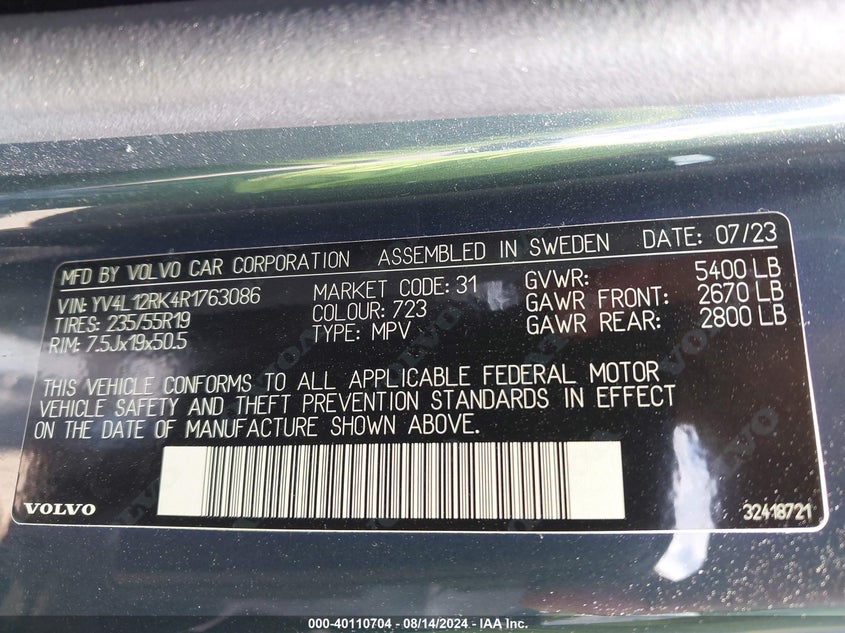 MFD BY VOLVO CAR CORPORATION ASSEMBLED IN SWEDEN DATE: 07/23
VIN: YV4L12RK4R1763086 MARKET CODE: 31 GVWR: 5400 LB
TIRES: 235/55R19 COLOUR: 723 GAWR FRONT: 2670 LB
RIM: 7.5Jx19x50.5 TYPE: MPV GAWR REAR: 2800 LB
THIS VEHICLE CONFORMS TO ALL APPLICABLE FEDERAL MOTOR
VEHICLE SAFETY AND THEFT PREVENTION STANDARDS IN EFFECT
ON THE DATE OF MANUFACTURE SHOWN ABOVE.
VOLVO 32418721
000-40110704 - 08/14/2024 - IAA Inc.